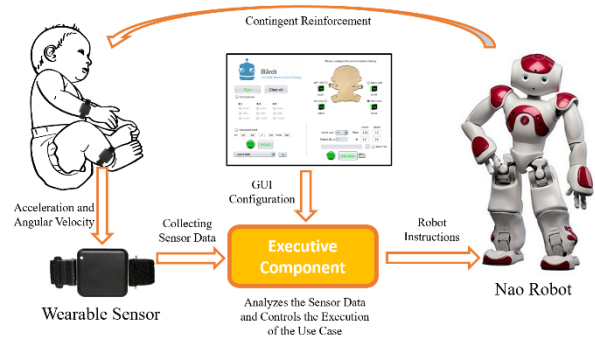 Contingent Reinforcement
Acceleration and
Angular Velocity
Collecting
Sensor Data
GUI
Configuration
Executive
Component
Robot
Instructions
Wearable Sensor
Analyzes the Sensor Data
and Controls the Execution
of the Use Case
Nao Robot